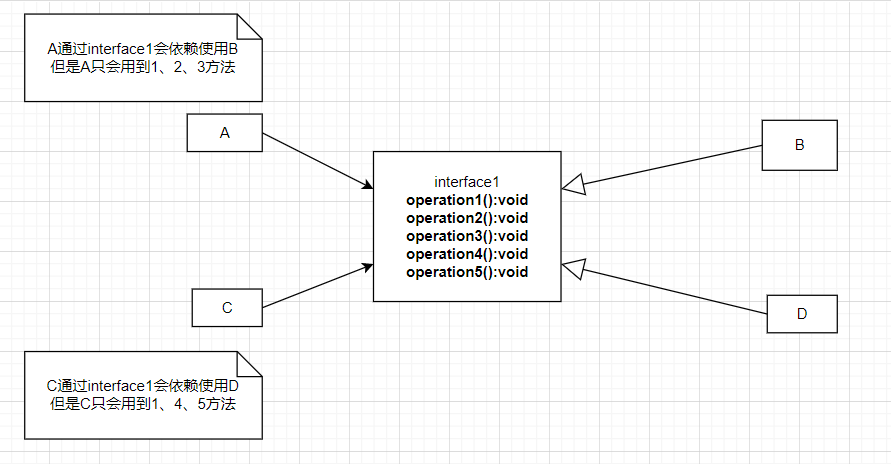 A通过interface1会依赖使用B
但是A只会用到1、2、3方法
A
B
interface1
operation1():void
operation2():void
operation3():void
operation4():void
operation5():void
C
D
C通过interface1会依赖使用D
但是C只会用到1、4、5方法